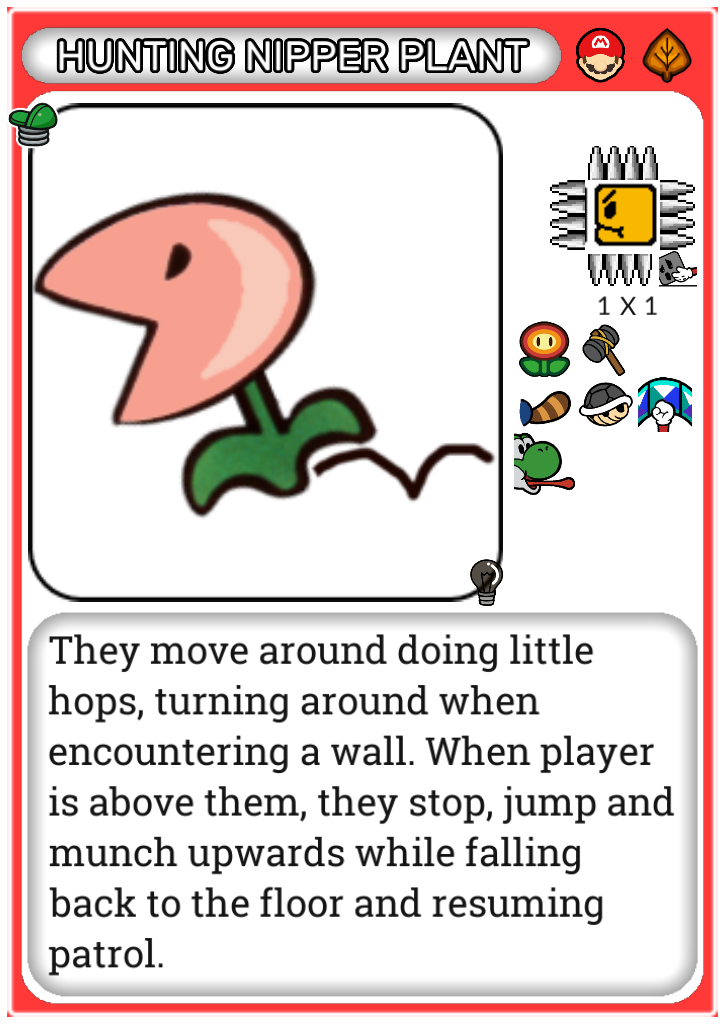 HUNTING NIPPER PLANT
M
1 X 1
They move around doing little
hops, turning around when
encountering a wall. When player
is above them, they stop, jump and
munch upwards while falling
back to the floor and resuming
patrol.